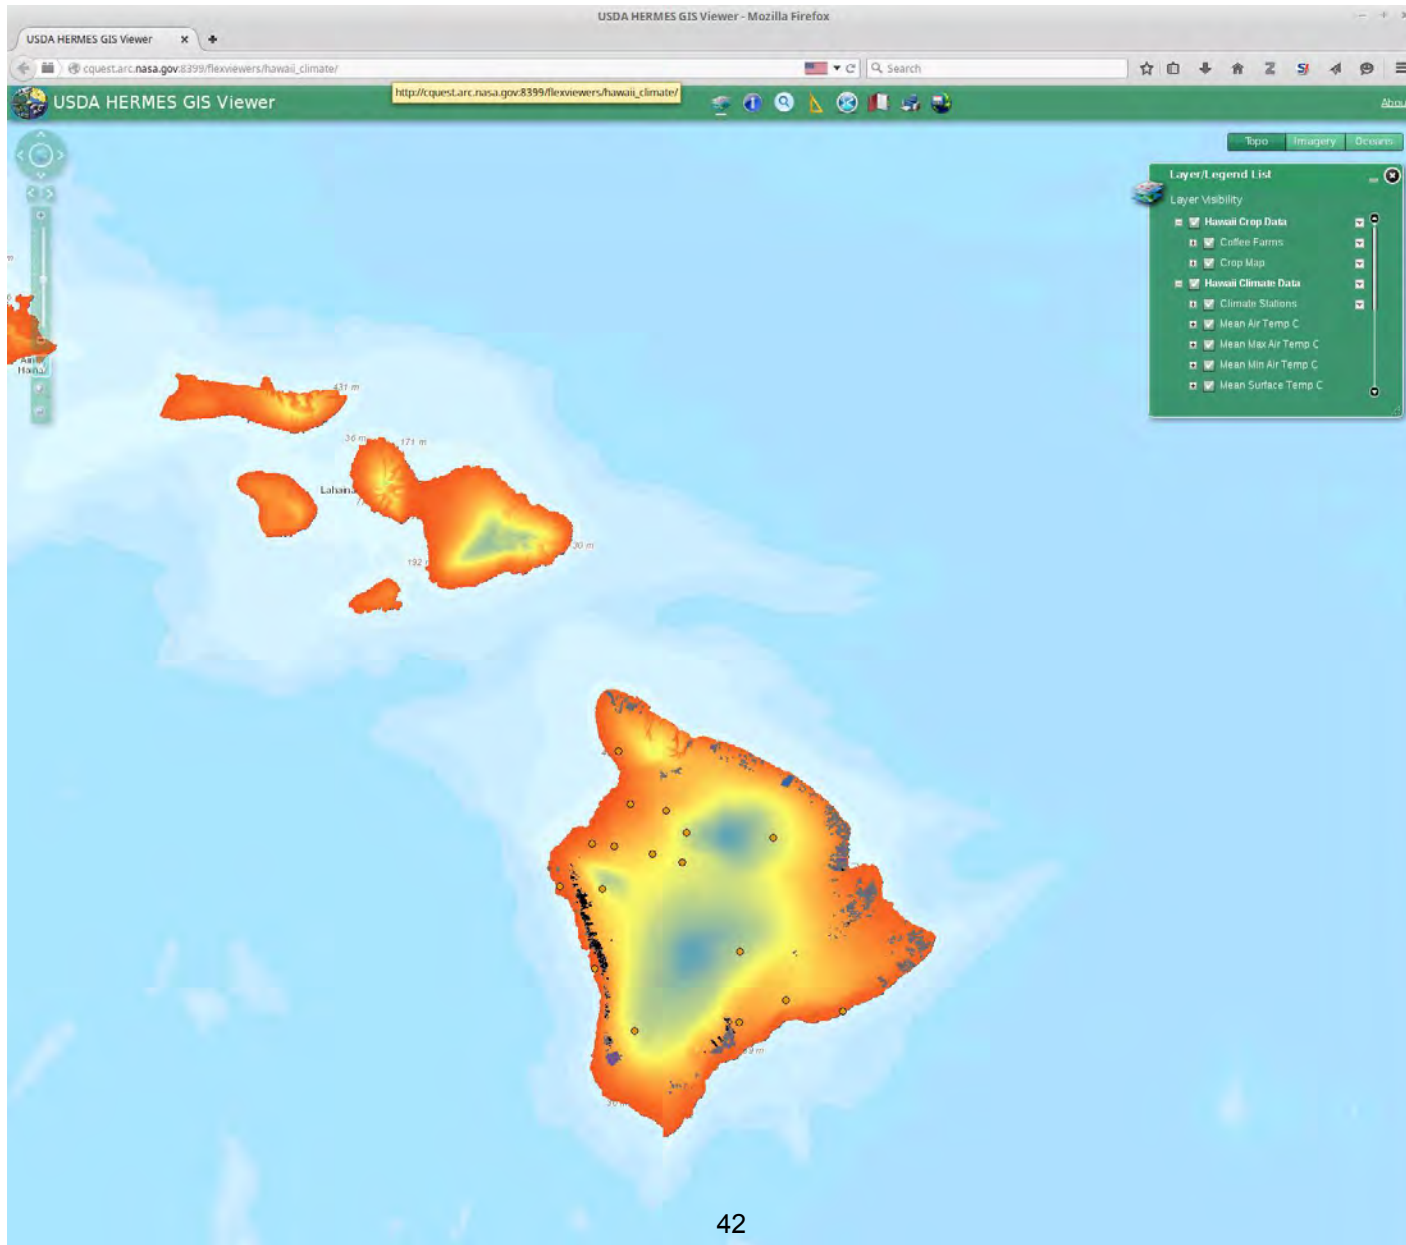 USDA HERMES GIS Viewer - Mozilla Firefox
USDA HERMES GIS Viewer
cquest.arc.nasa.gov:8399/flexviewers/hawaii_climate/
Search
http://cquest.arc.nasa.gov:8399/flexviewers/hawaii_climate/
USDA HERMES GIS Viewer
Abou
Topo Imagery Oceans
Layer/Legend List
Layer Visibility
Hawaii Crop Data
Coffee Farms
Crop Map
Hawaii Climate Data
Climate Stations
Mean Air Temp C
Mean Max Air Temp C
Mean Min Air Temp C
Mean Surface Temp C
431 m
36 m
171 m
Lahaina
30 m
192
42